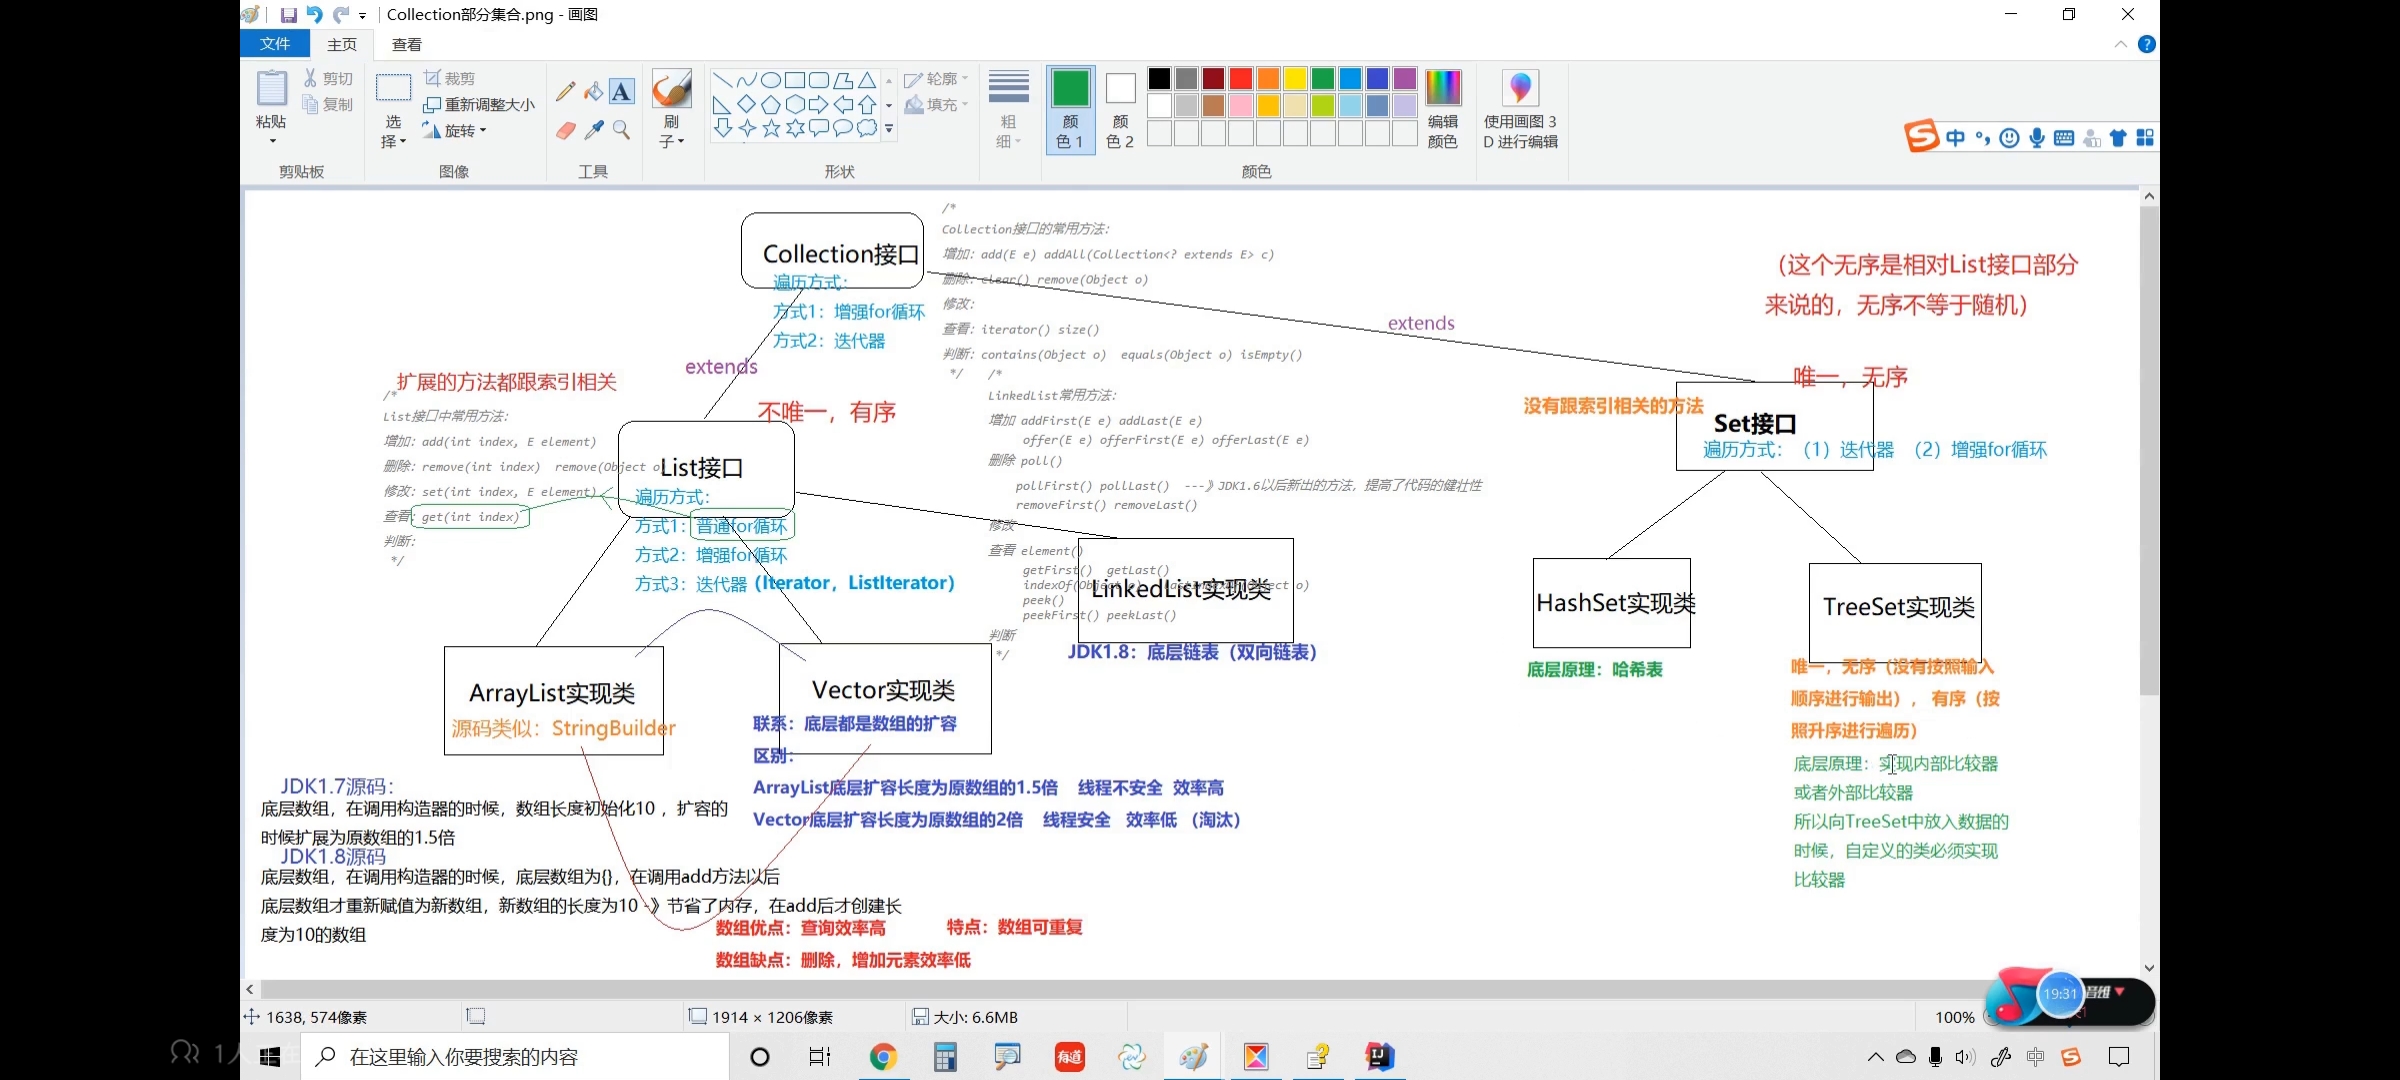 Collection部分集合.png - 画图
文件
主页
查看
粘贴
剪切
复制
剪贴板
选择
裁剪
重新调整大小
旋转
图像
A
工具
刷子
形状
轮廓
填充
粗细
颜色 1
颜色 2
颜色
编辑颜色
使用画图 3D 进行编辑
中
Collection接口
遍历方式：
方式1：增强for循环
方式2：迭代器
/*
Collection接口的常用方法：
增加：add(E e) addAll(Collection<? extends E> c)
删除：clear() remove(Object o)
修改：
查看：iterator() size()
判断：contains(Object o)  equals(Object o) isEmpty()
*/
extends
extends
（这个无序是相对List接口部分
来说的，无序不等于随机）
唯一，无序
没有跟索引相关的方法
Set接口
遍历方式：（1）迭代器 （2）增强for循环
扩展的方法都跟索引相关
/*
List接口中常用方法：
增加：add(int index, E element)
删除：remove(int index)  remove(Object o)
修改：set(int index, E element)
查看：get(int index)
判断：
*/
不唯一，有序
List接口
遍历方式：
方式1：普通for循环
方式2：增强for循环
方式3：迭代器（Iterator，ListIterator）
/*
LinkedList常用方法：
增加 addFirst(E e) addLast(E e)
offer(E e) offerFirst(E e) offerLast(E e)
删除 poll()
pollFirst() pollLast()  ---》JDK1.6以后新出的方法，提高了代码的健壮性
removeFirst() removeLast()
修改
查看 element()
getFirst()  getLast()
indexOf(Object o)
peek()
peekFirst() peekLast()
判断
*/
LinkedList实现类
JDK1.8：底层链表（双向链表）
HashSet实现类
底层原理：哈希表
TreeSet实现类
唯一，无序（没有按照输入
顺序进行输出），有序（按
照升序进行遍历）
底层原理：实现内部比较器
或者外部比较器
所以向TreeSet中放入数据的
时候，自定义的类必须实现
比较器
ArrayList实现类
源码类似：StringBuilder
Vector实现类
联系：底层都是数组的扩容
区别：
ArrayList底层扩容长度为原数组的1.5倍    线程不安全  效率高
Vector底层扩容长度为原数组的2倍    线程安全   效率低 （淘汰）
JDK1.7源码：
底层数组，在调用构造器的时候，数组长度初始化10 ，扩容的
时候扩展为原数组的1.5倍
JDK1.8源码
底层数组，在调用构造器的时候，底层数组为{}，在调用add方法以后
底层数组才重新赋值为新数组，新数组的长度为10 -》节省了内存，在add后才创建长
度为10的数组
数组优点：查询效率高
特点：数组可重复
数组缺点：删除，增加元素效率低
1638, 574像素
1914 × 1206像素
大小: 6.6MB
100%
19:31
在这里输入你要搜索的内容
有道
IJ
中